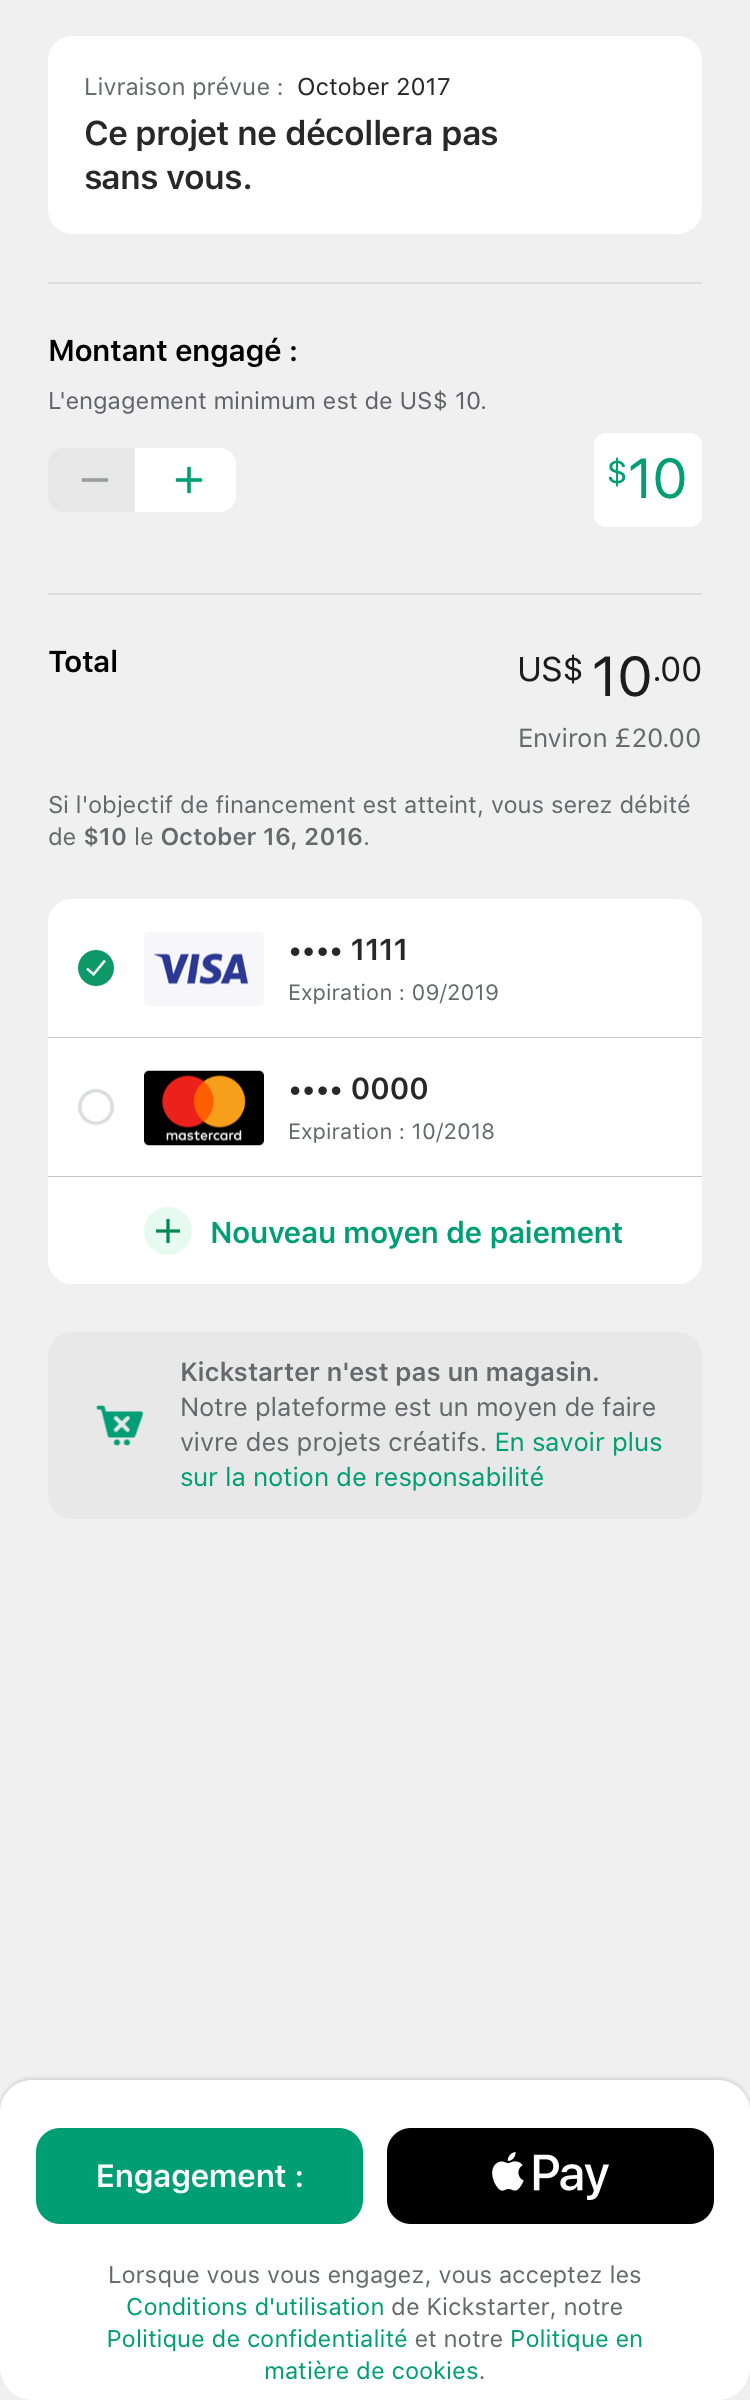 Livraison prévue : October 2017
Ce projet ne décollera pas
sans vous.
Montant engagé :
L'engagement minimum est de US$ 10.
− + $10
Total US$ 10.00
Environ £20.00
Si l'objectif de financement est atteint, vous serez débité
de $10 le October 16, 2016.
VISA •••• 1111
Expiration : 09/2019
mastercard •••• 0000
Expiration : 10/2018
+ Nouveau moyen de paiement
Kickstarter n'est pas un magasin.
Notre plateforme est un moyen de faire
vivre des projets créatifs. En savoir plus
sur la notion de responsabilité
Engagement : Pay
Lorsque vous vous engagez, vous acceptez les
Conditions d'utilisation de Kickstarter, notre
Politique de confidentialité et notre Politique en
matière de cookies.